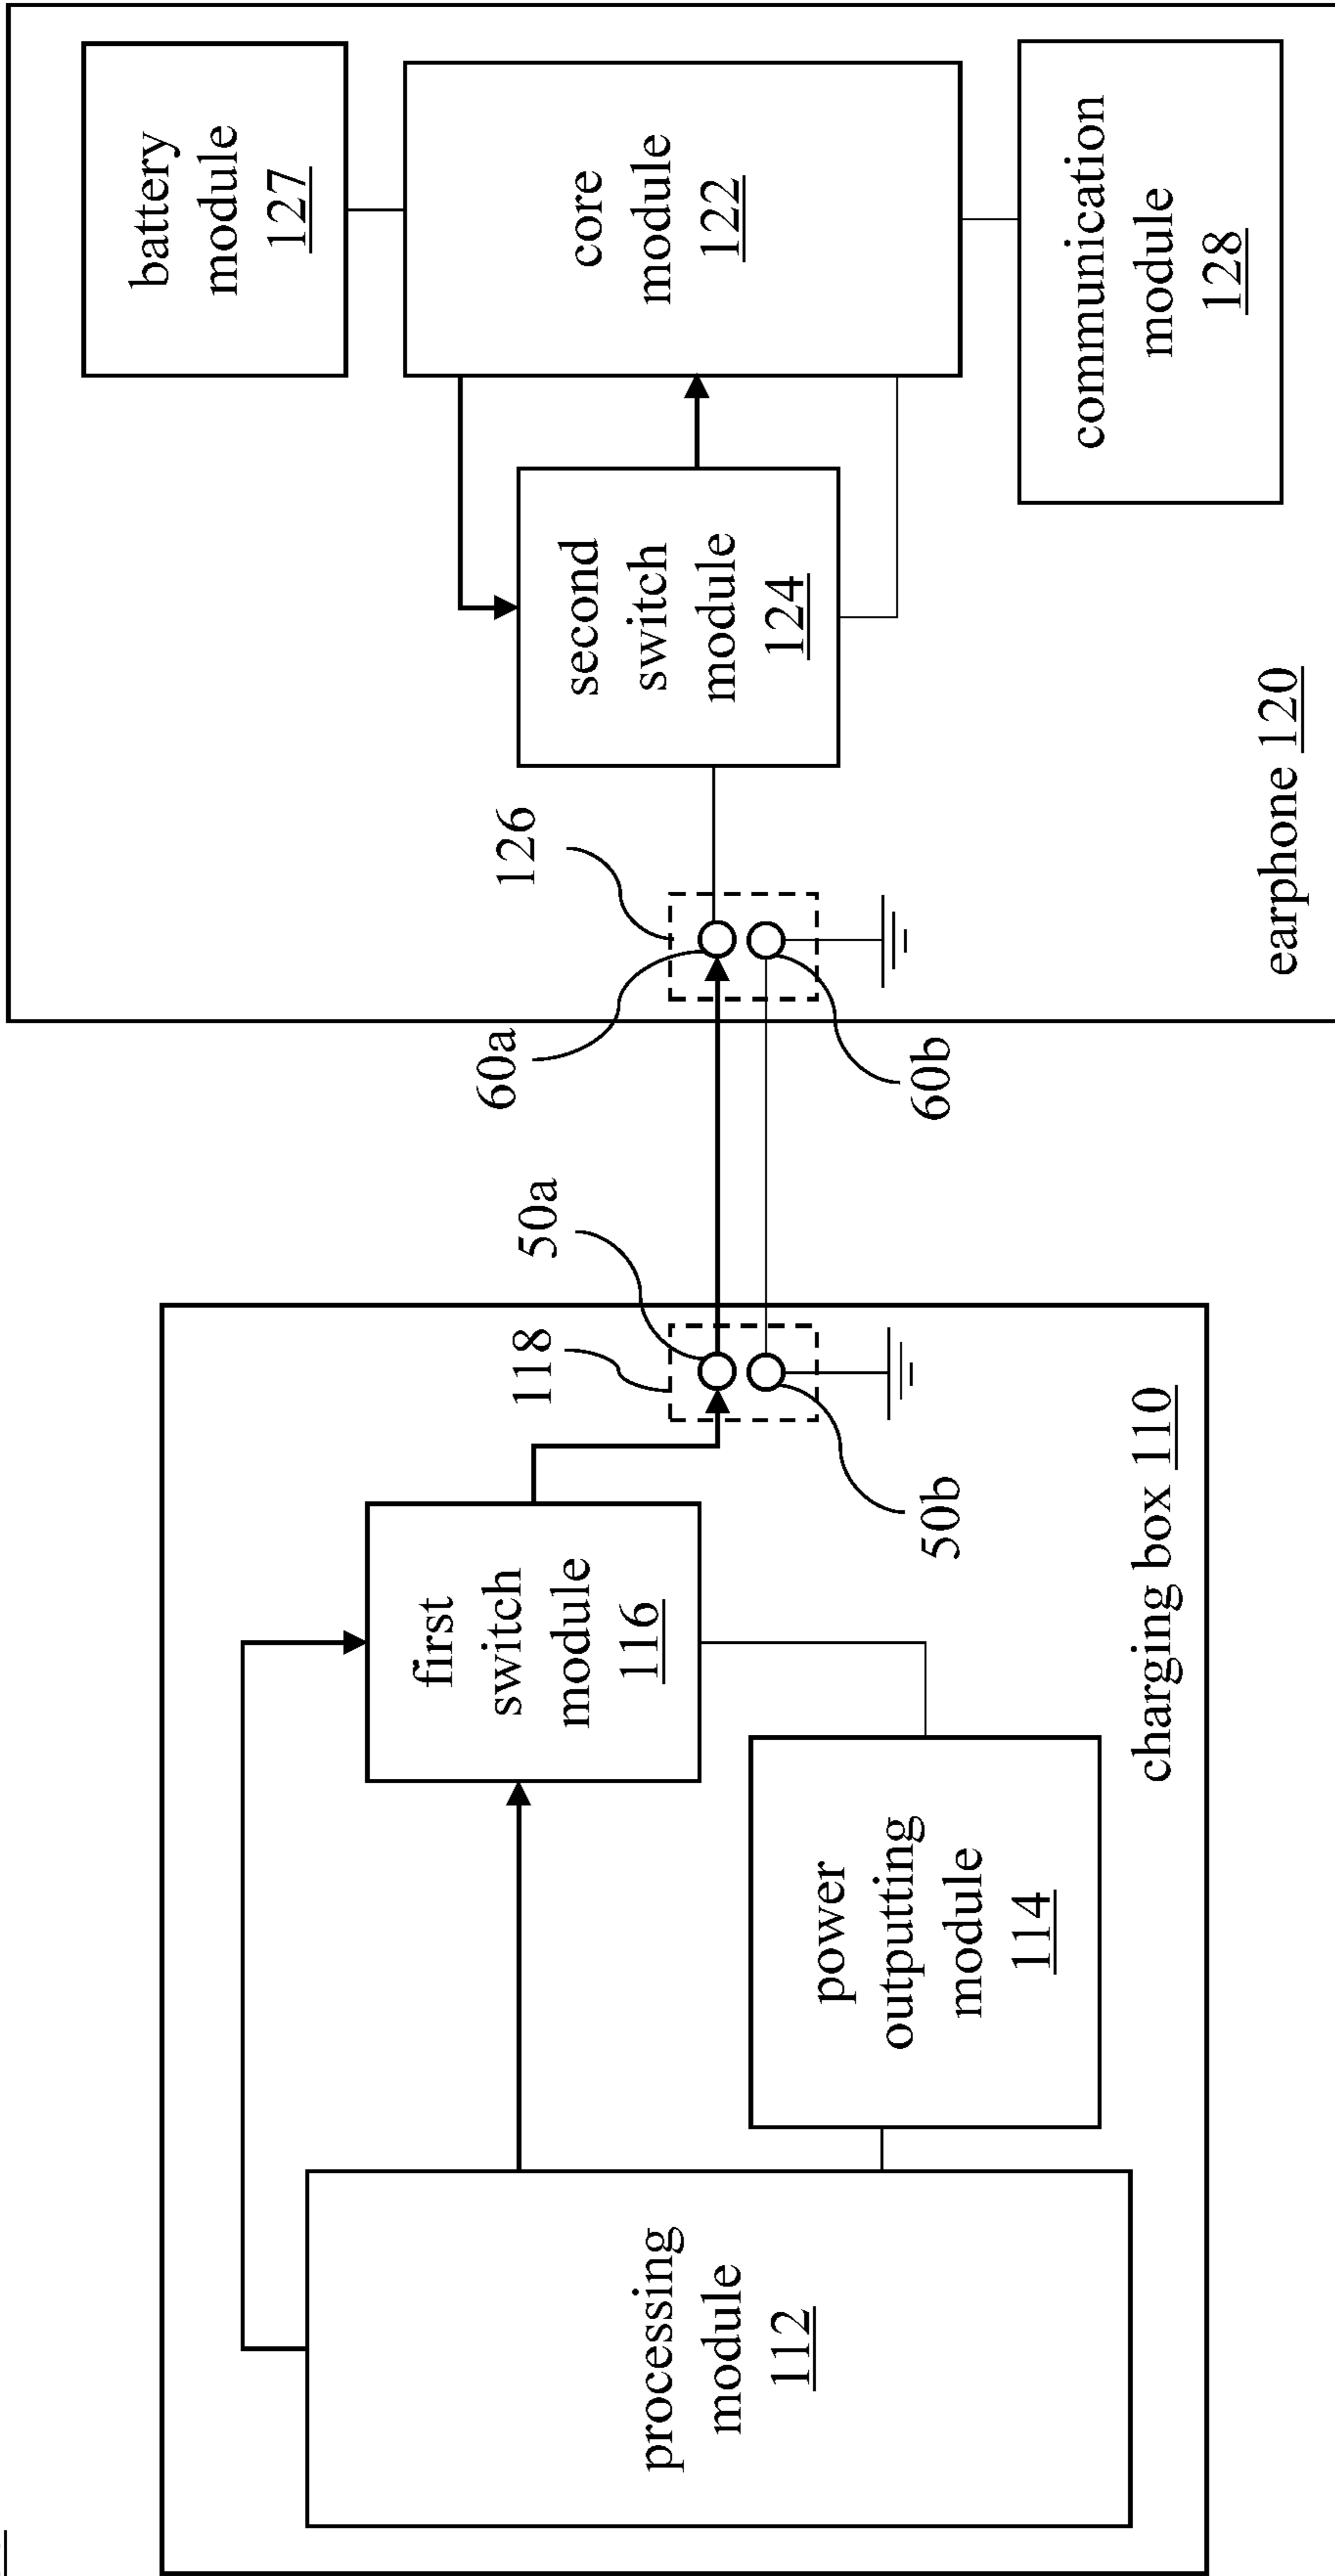 processing
module
112
power
outputting
module
114
first
switch
module
116
118
50a
50b
charging box 110
60a
60b
126
second
switch
module
124
battery
module
127
core
module
122
communication
module
128
earphone 120